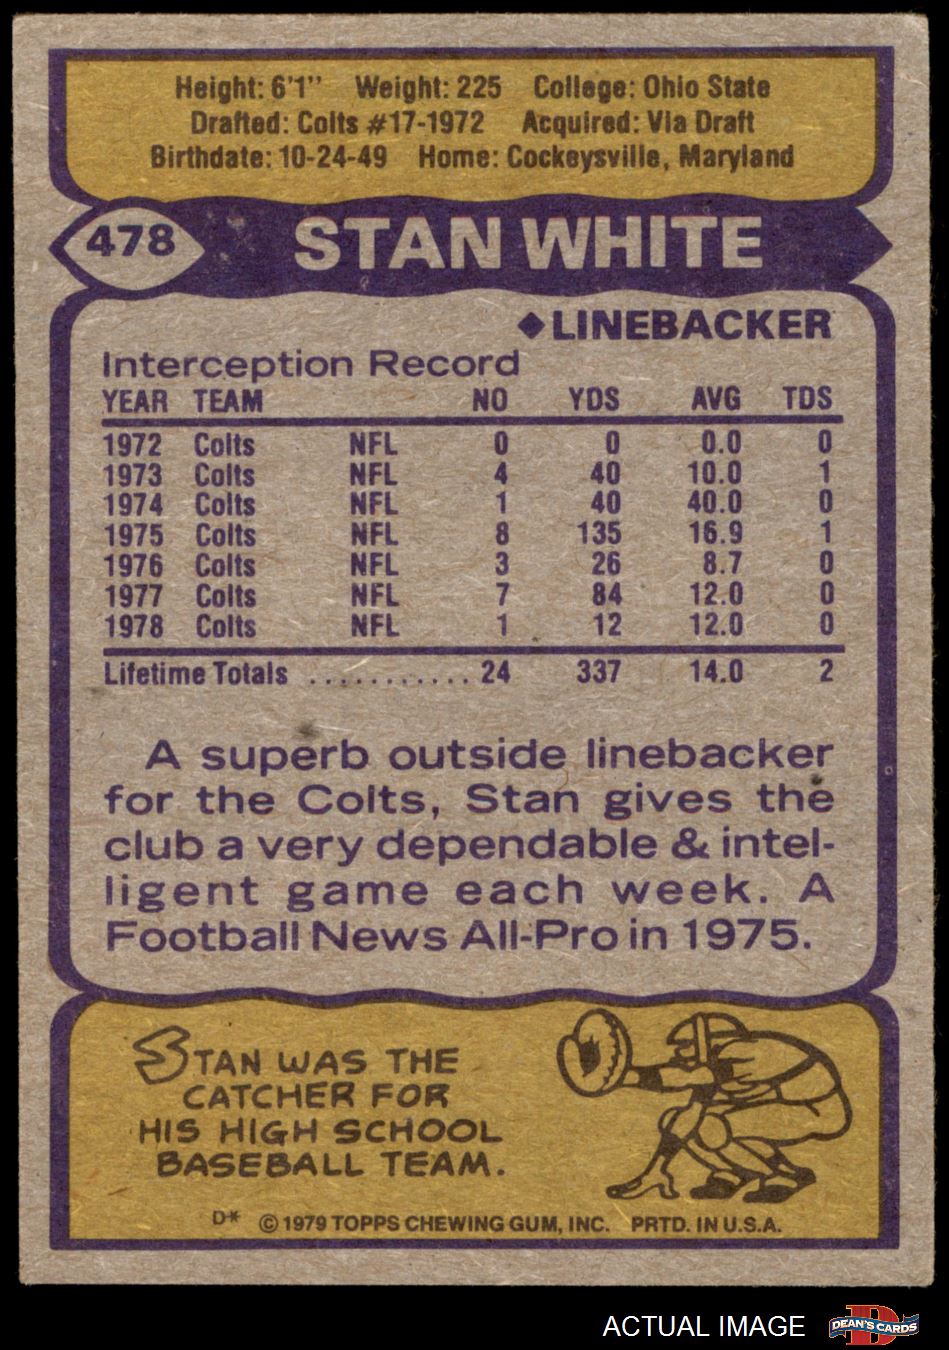 Height: 6'1" Weight: 225 College: Ohio State
Drafted: Colts #17-1972 Acquired: Via Draft
Birthdate: 10-24-49 Home: Cockeysville, Maryland
478 STAN WHITE
◆LINEBACKER
Interception Record
YEAR TEAM NO YDS AVG TDS
1972 Colts NFL 0 0 0.0 0
1973 Colts NFL 4 40 10.0 1
1974 Colts NFL 1 40 40.0 0
1975 Colts NFL 8 135 16.9 1
1976 Colts NFL 3 26 8.7 0
1977 Colts NFL 7 84 12.0 0
1978 Colts NFL 1 12 12.0 0
Lifetime Totals ........... 24 337 14.0 2
A superb outside linebacker
for the Colts, Stan gives the
club a very dependable & intel-
ligent game each week. A
Football News All-Pro in 1975.
STAN WAS THE
CATCHER FOR
HIS HIGH SCHOOL
BASEBALL TEAM.
D* © 1979 TOPPS CHEWING GUM, INC. PRTD. IN U.S.A.
ACTUAL IMAGE DEAN'S CARDS